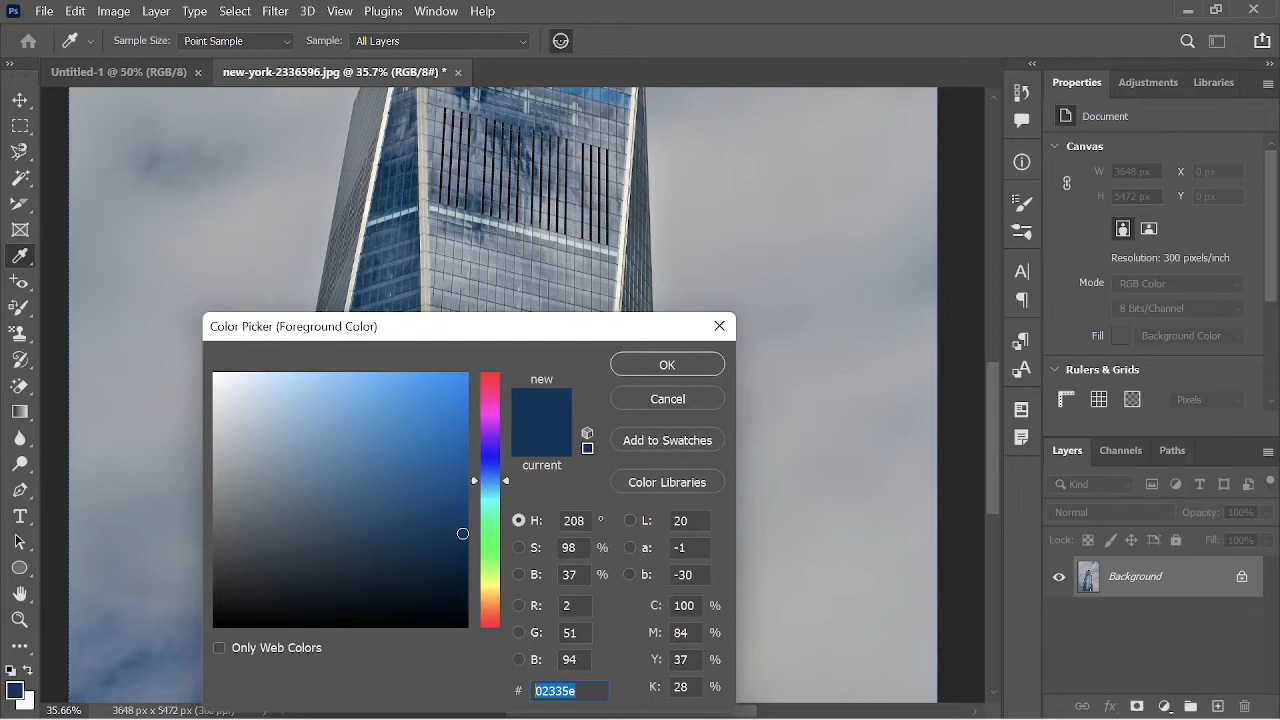 Ps File Edit Image Layer Type Select Filter 3D View Plugins Window Help
Sample Size: Point Sample Sample: All Layers
Untitled-1 @ 50% (RGB/8) × new-york-2336596.jpg @ 35.7% (RGB/8#) * ×
Properties Adjustments Libraries
Document
Canvas
W 3648 px X 0 px
H 5472 px Y 0 px
Resolution: 300 pixels/inch
Mode RGB Color
8 Bits/Channel
Fill Background Color
Rulers & Grids
Pixels
Color Picker (Foreground Color)
new
current
OK
Cancel
Add to Swatches
Color Libraries
H: 208 ° L: 20
S: 98 % a: -1
B: 37 % b: -30
R: 2 C: 100 %
G: 51 M: 84 %
B: 94 Y: 37 %
# 02335e K: 28 %
Only Web Colors
Layers Channels Paths
Kind
Normal Opacity: 100%
Lock: Fill: 100%
Background
35.66% 3648 px x 5472 px (300 ppi)